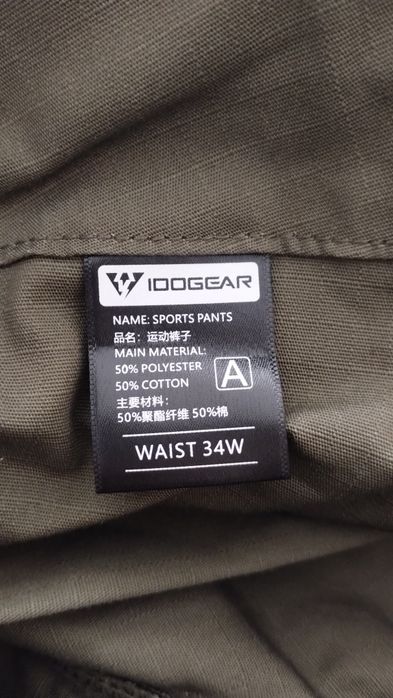 IDOGEAR
NAME: SPORTS PANTS
品名：运动裤子
MAIN MATERIAL:
50% POLYESTER
50% COTTON
A
主要材料：
50%聚酯纤维 50%棉
WAIST 34W